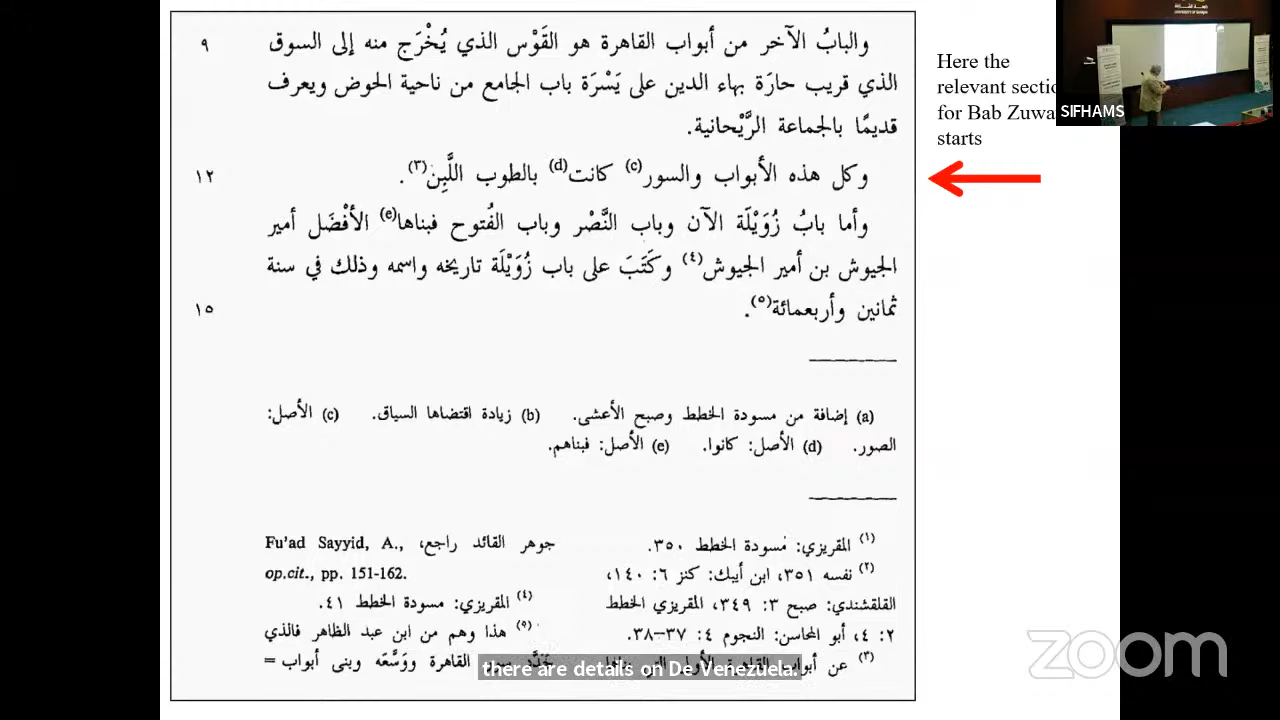 والبابُ الآخر من أبواب القاهرة هو القَوْس الذي يُخْرَج منه إلى السوق ٩
الذي قريب حارَة بهاء الدين على يَسْرَة باب الجامع من ناحية الحوض ويعرف
قديمًا بالجماعة الرَّيْحانية.
وكل هذه الأبواب والسور(c) كانت(d) بالطوب اللَّبِن(٣). ١٢
وأما بابُ زُوَيْلَة الآن وباب النَّصْر وباب الفُتوح فبناها(e) الأفْضَل أمير
الجيوش بن أمير الجيوش(٤) وكَتَبَ على باب زُوَيْلَة تاريخه واسمه وذلك في سنة
ثمانين وأربعمائة(٥). ١٥
(a) إضافة من مسودة الخطط وصبح الأعشى. (b) زيادة اقتضاها السياق. (c) الأصل:
الصور. (d) الأصل: كانوا. (e) الأصل: فبناهم.
(١) المقريزي: مسودة الخطط ٣٥٠.
(٢) نفسه ٣٥١، ابن أيبك: كنز ٦: ١٤٠،
القلقشندي: صبح ٣: ٣٤٩، المقريزي الخطط
٢: ٤، أبو المحاسن: النجوم ٤: ٣٧–٣٨.
(٣) عن أبواب القاهرة الأولى التي
جوهر القائد راجع، Fu'ad Sayyid, A.,
op.cit., pp. 151-162.
(٤) المقريزي: مسودة الخطط ٤١.
(٥) هذا وهم من ابن عبد الظاهر فالذي
جَدَّد القاهرة ووَسَّعَه وبنى أبواب =
Here the
relevant sectio
for Bab Zuwa
starts
SIFHAMS
there are details on De Venezuela.
zoom